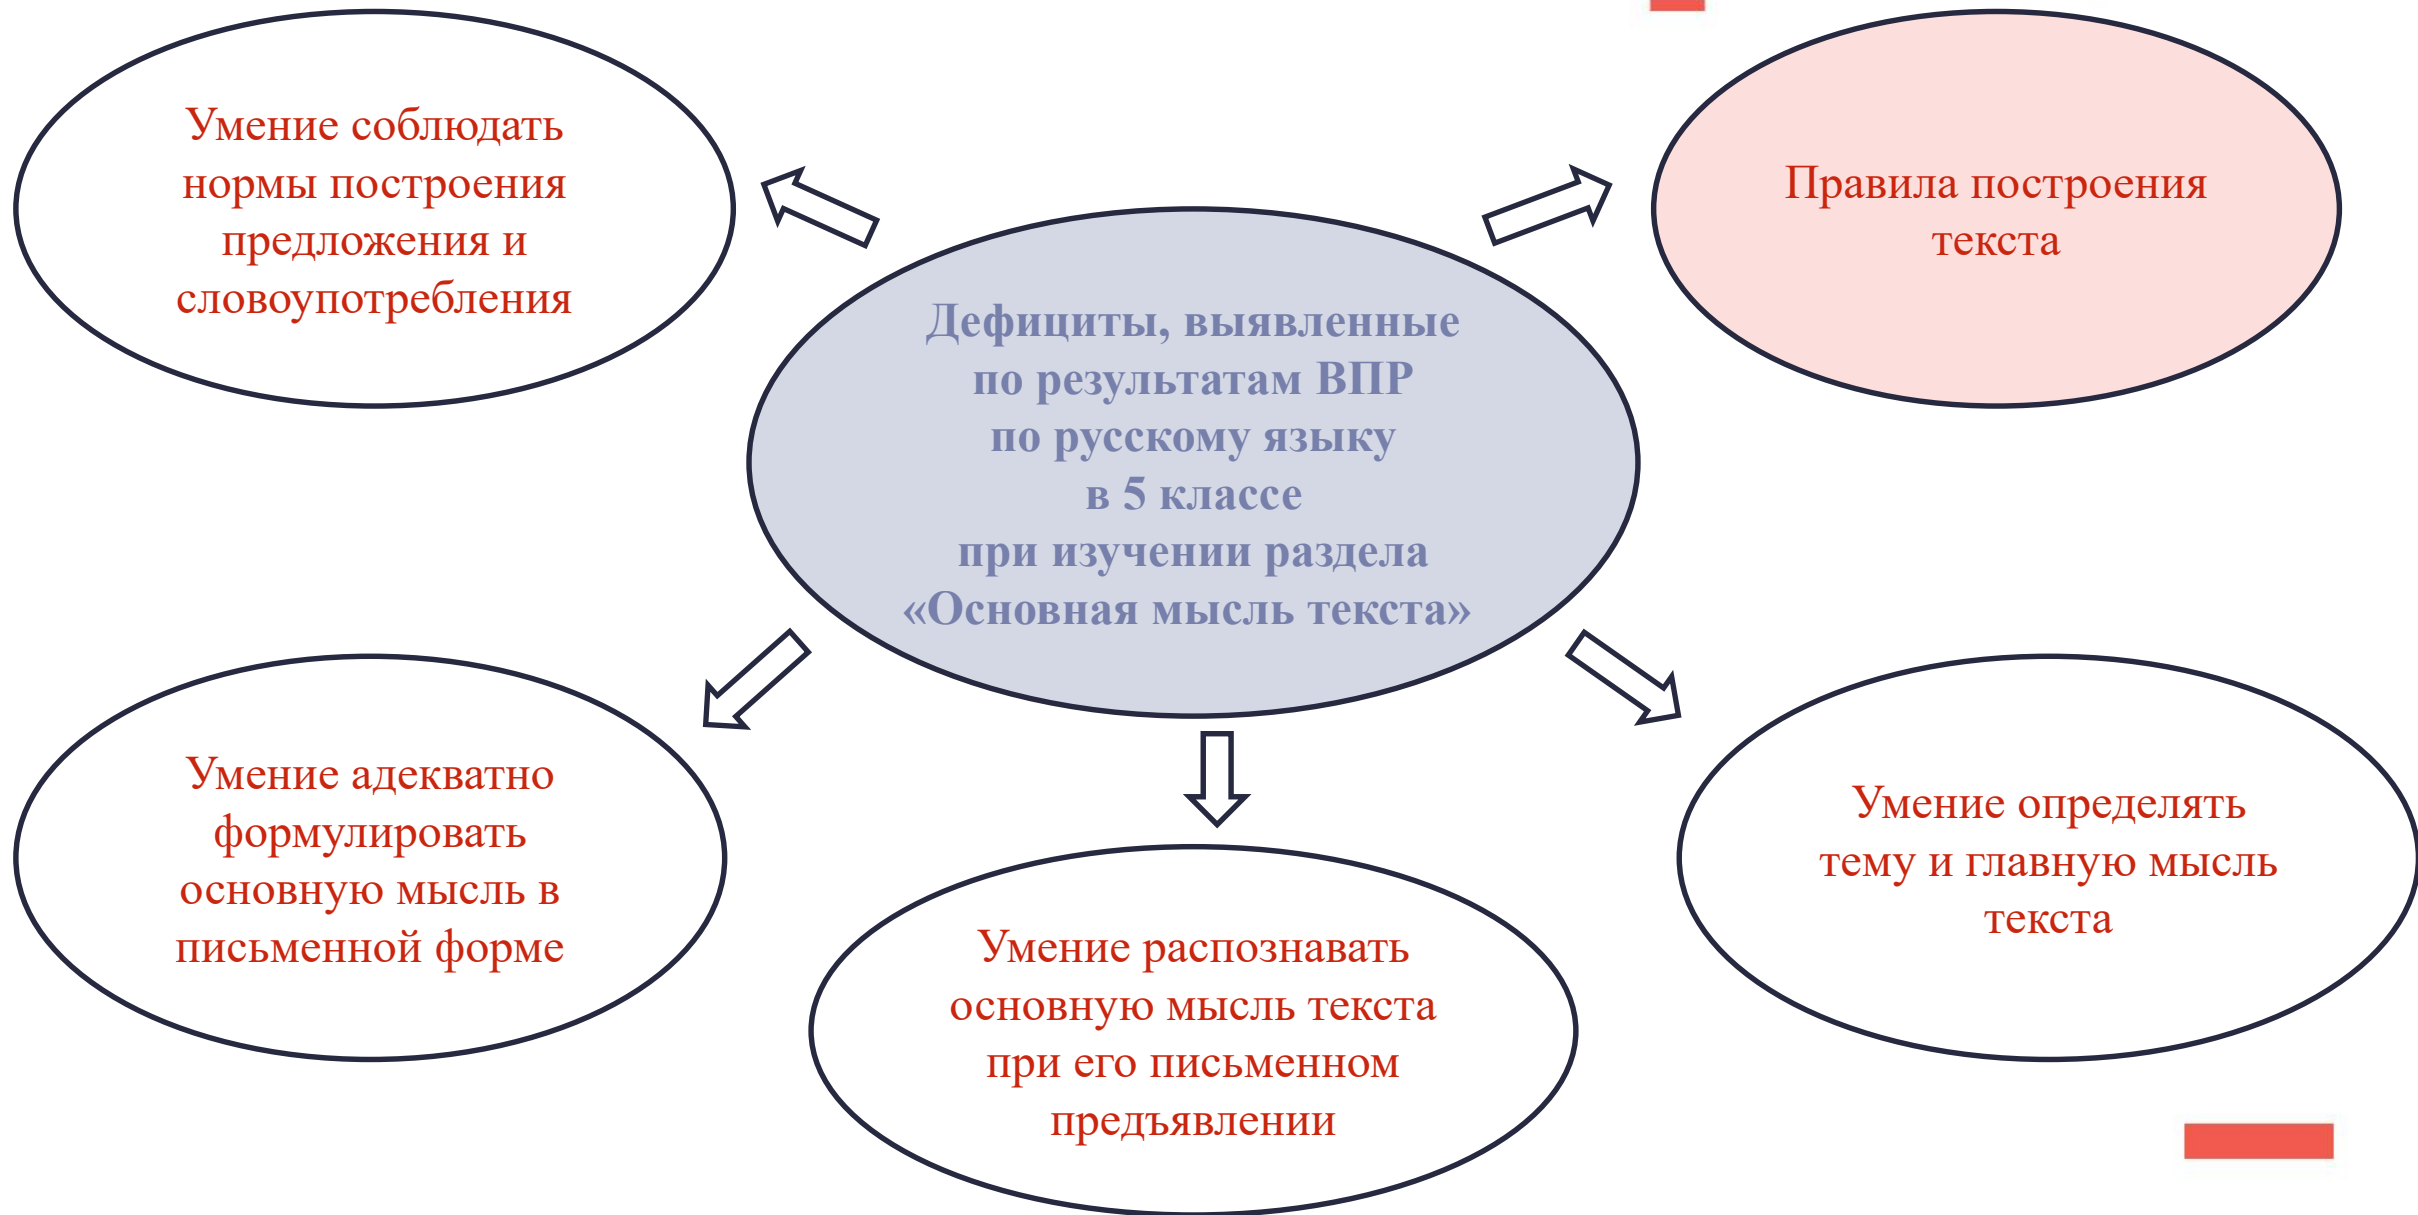 Умение соблюдать
нормы построения
предложения и
словоупотребления
Правила построения
текста
Дефициты, выявленные
по результатам ВПР
по русскому языку
в 5 классе
при изучении раздела
«Основная мысль текста»
Умение адекватно
формулировать
основную мысль в
письменной форме
Умение распознавать
основную мысль текста
при его письменном
предъявлении
Умение определять
тему и главную мысль
текста